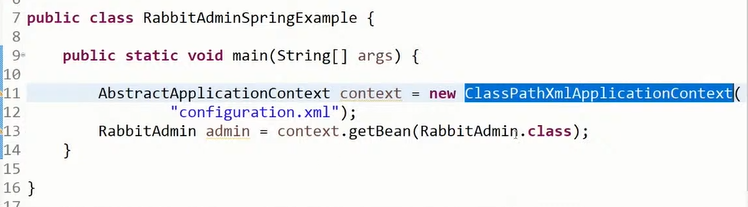 7 public class RabbitAdminSpringExample {
8
9 public static void main(String[] args) {
10
11 AbstractApplicationContext context = new ClassPathXmlApplicationContext(
12 "configuration.xml");
13 RabbitAdmin admin = context.getBean(RabbitAdmin.class);
14 }
15
16 }
17